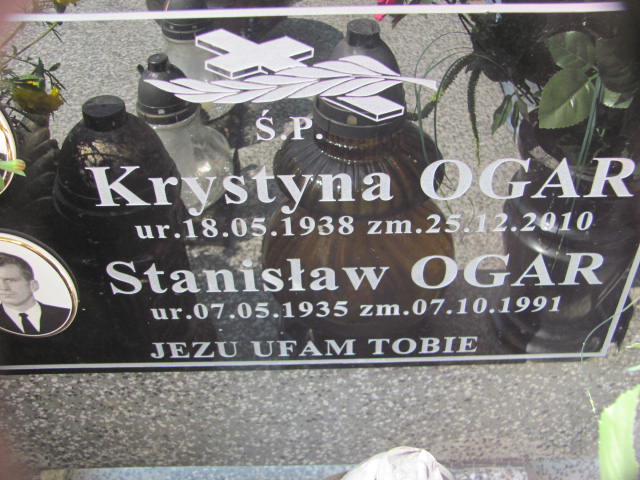 Ś.P.
Krystyna OGAR
ur.18.05.1938 zm.25.12.2010
Stanisław OGAR
ur.07.05.1935 zm.07.10.1991
JEZU UFAM TOBIE